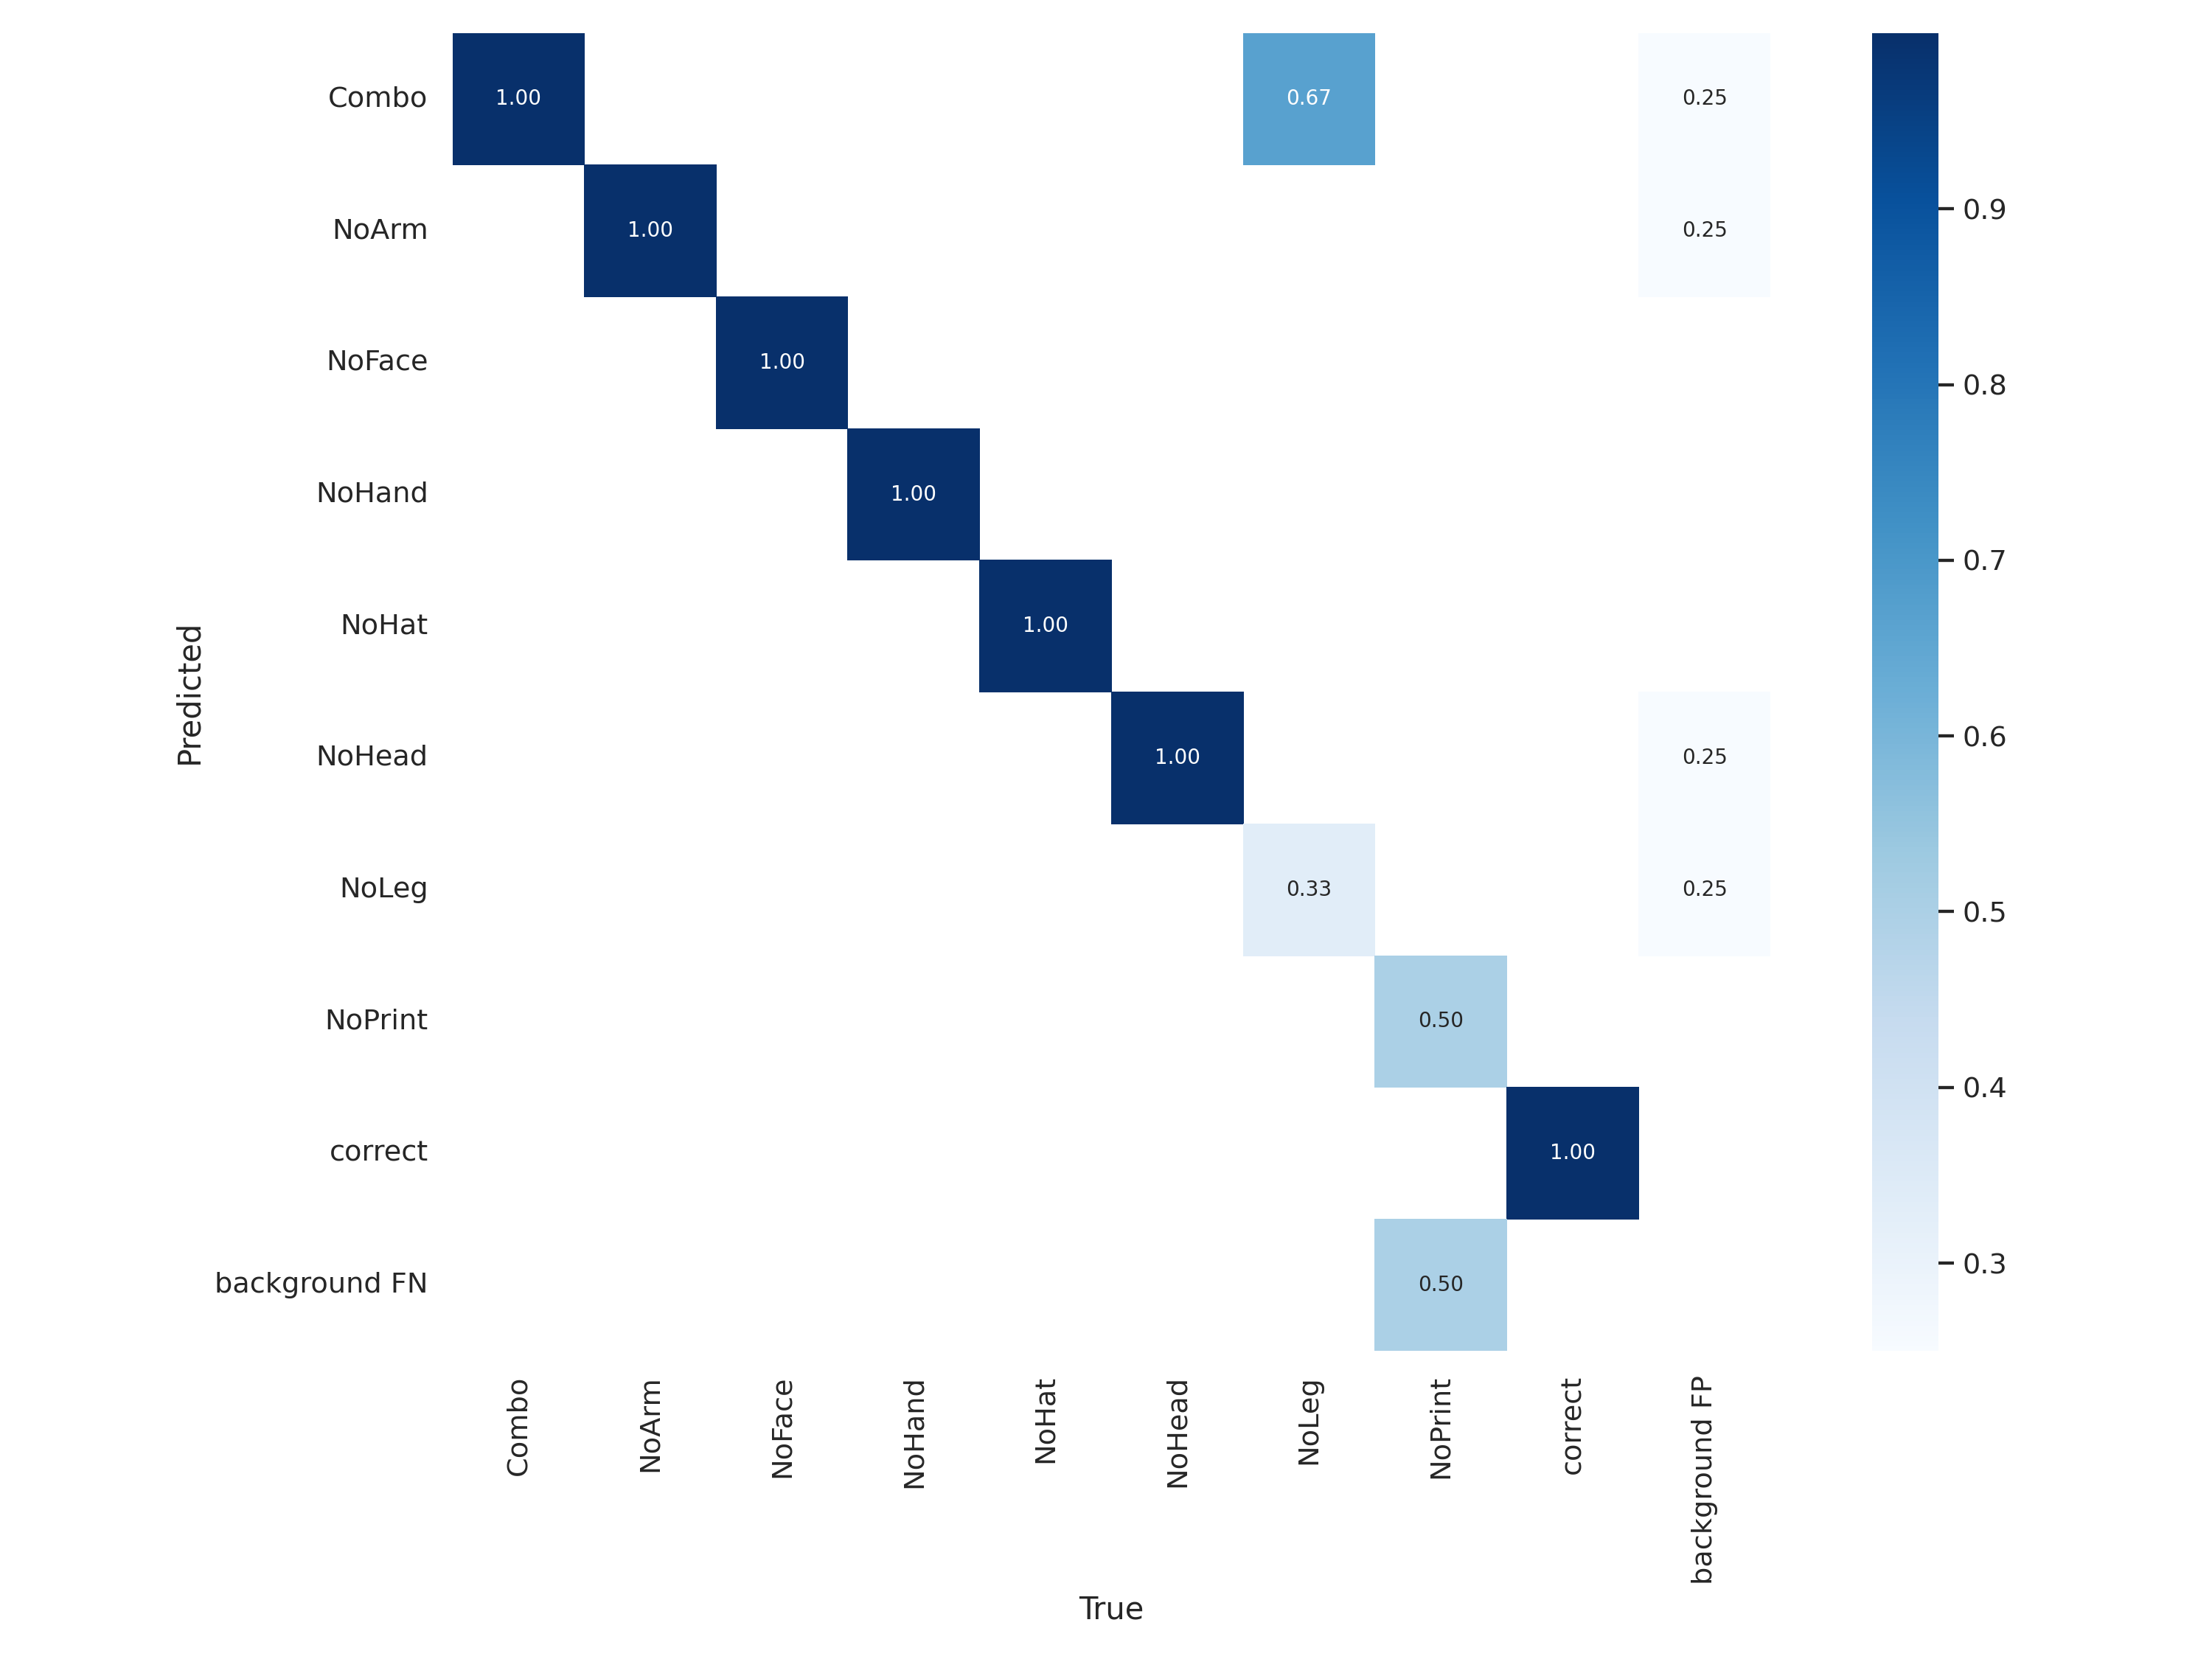 Combo 1.00 0.67 0.25
NoArm 1.00 0.25 0.9
NoFace 1.00 0.8
NoHand 1.00 0.7
NoHat 1.00
Predicted
NoHead 1.00 0.25 0.6
NoLeg 0.33 0.25 0.5
NoPrint 0.50 0.4
correct 1.00
background FN 0.50 0.3
Combo NoArm NoFace NoHand NoHat NoHead NoLeg NoPrint correct background FP
True